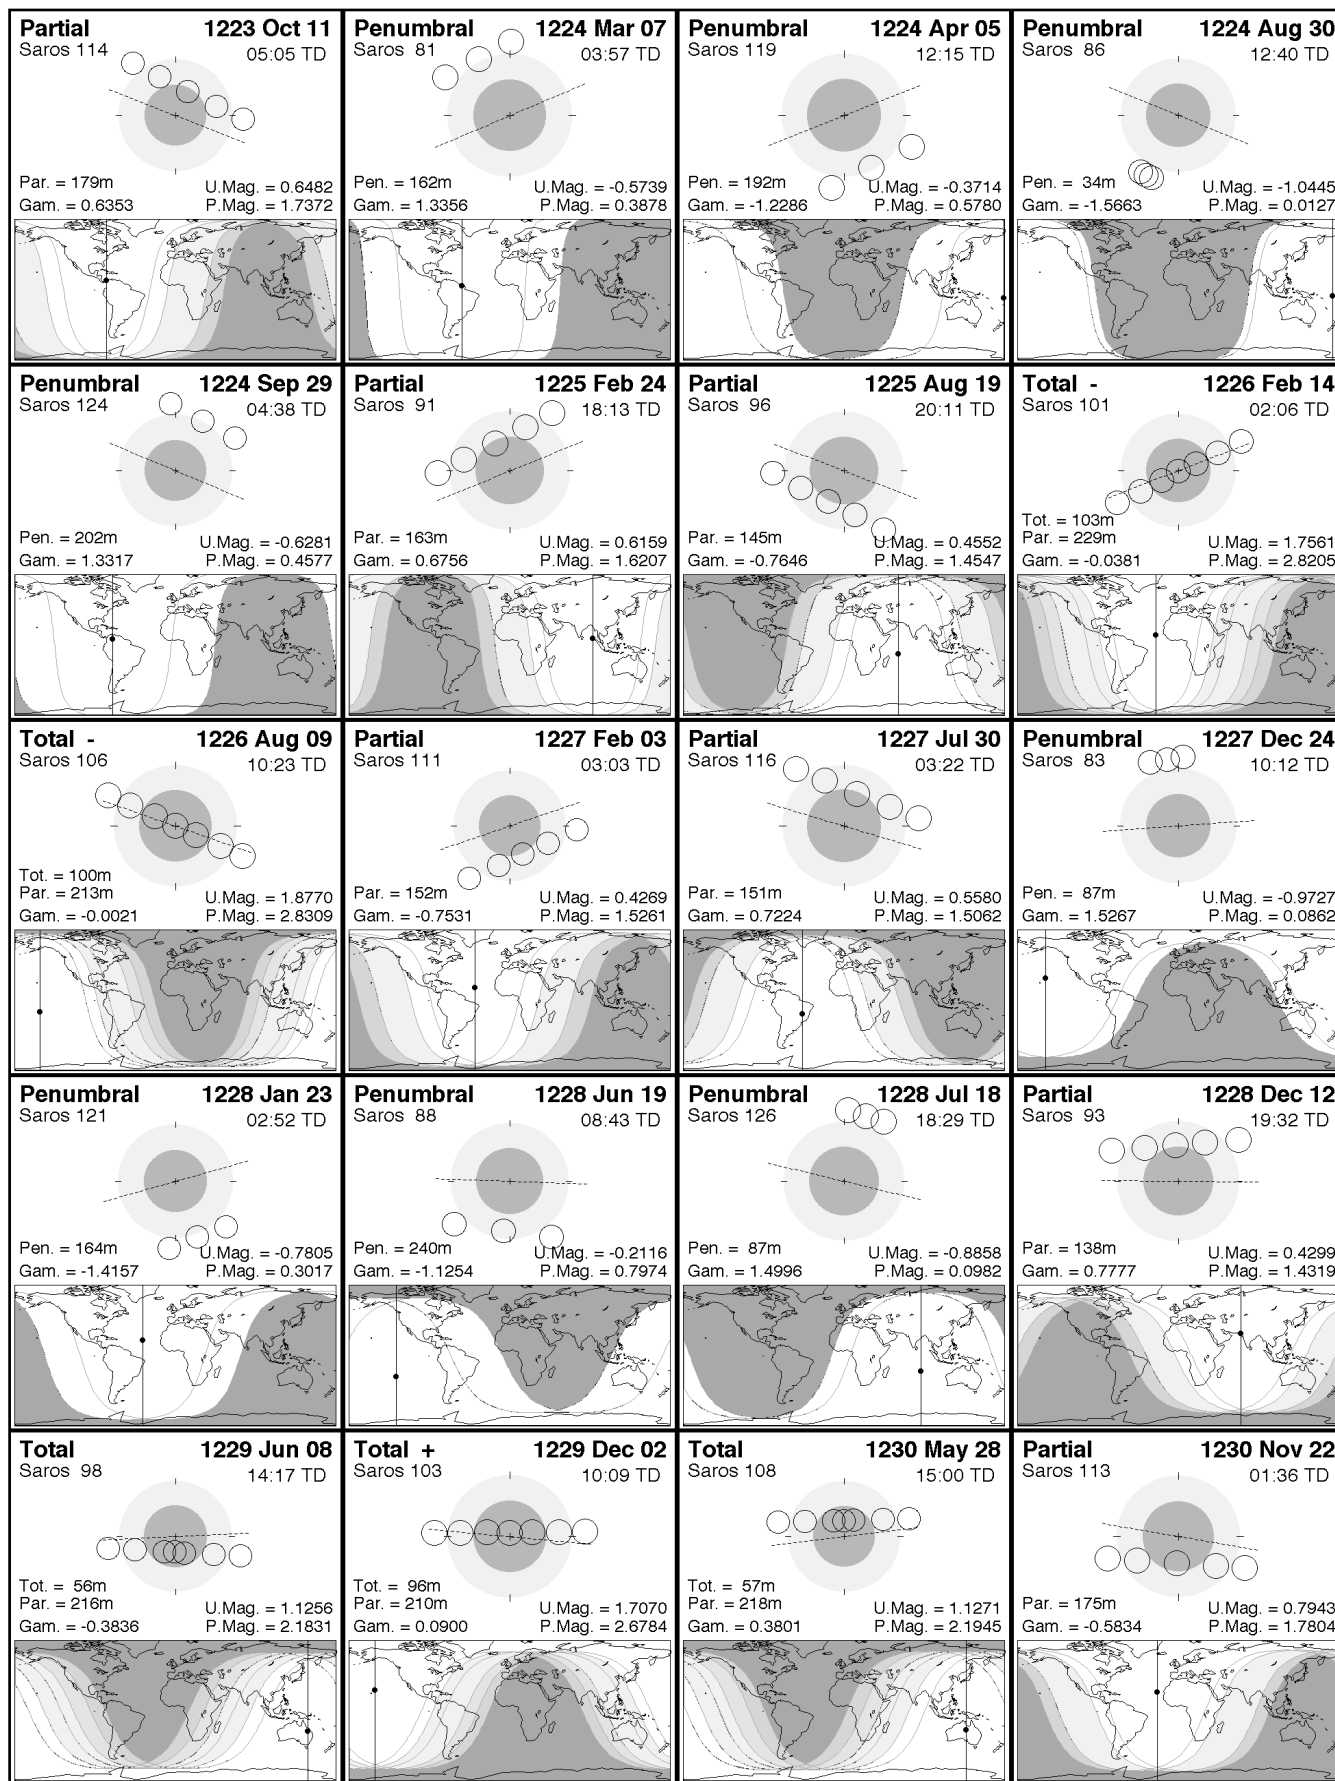 Partial 1223 Oct 11
Saros 114 05:05 TD
Par. = 179m U.Mag. = 0.6482
Gam. = 0.6353 P.Mag. = 1.7372
Penumbral 1224 Mar 07
Saros 81 03:57 TD
Pen. = 162m U.Mag. = -0.5739
Gam. = 1.3356 P.Mag. = 0.3878
Penumbral 1224 Apr 05
Saros 119 12:15 TD
Pen. = 192m U.Mag. = -0.3714
Gam. = -1.2286 P.Mag. = 0.5780
Penumbral 1224 Aug 30
Saros 86 12:40 TD
Pen. = 34m U.Mag. = -1.0445
Gam. = -1.5663 P.Mag. = 0.0127
Penumbral 1224 Sep 29
Saros 124 04:38 TD
Pen. = 202m U.Mag. = -0.6281
Gam. = 1.3317 P.Mag. = 0.4577
Partial 1225 Feb 24
Saros 91 18:13 TD
Par. = 163m U.Mag. = 0.6159
Gam. = 0.6756 P.Mag. = 1.6207
Partial 1225 Aug 19
Saros 96 20:11 TD
Par. = 145m U.Mag. = 0.4552
Gam. = -0.7646 P.Mag. = 1.4547
Total - 1226 Feb 14
Saros 101 02:06 TD
Tot. = 103m
Par. = 229m U.Mag. = 1.7561
Gam. = -0.0381 P.Mag. = 2.8205
Total - 1226 Aug 09
Saros 106 10:23 TD
Tot. = 100m
Par. = 213m U.Mag. = 1.8770
Gam. = -0.0021 P.Mag. = 2.8309
Partial 1227 Feb 03
Saros 111 03:03 TD
Par. = 152m U.Mag. = 0.4269
Gam. = -0.7531 P.Mag. = 1.5261
Partial 1227 Jul 30
Saros 116 03:22 TD
Par. = 151m U.Mag. = 0.5580
Gam. = 0.7224 P.Mag. = 1.5062
Penumbral 1227 Dec 24
Saros 83 10:12 TD
Pen. = 87m U.Mag. = -0.9727
Gam. = 1.5267 P.Mag. = 0.0862
Penumbral 1228 Jan 23
Saros 121 02:52 TD
Pen. = 164m U.Mag. = -0.7805
Gam. = -1.4157 P.Mag. = 0.3017
Penumbral 1228 Jun 19
Saros 88 08:43 TD
Pen. = 240m U.Mag. = -0.2116
Gam. = -1.1254 P.Mag. = 0.7974
Penumbral 1228 Jul 18
Saros 126 18:29 TD
Pen. = 87m U.Mag. = -0.8858
Gam. = 1.4996 P.Mag. = 0.0982
Partial 1228 Dec 12
Saros 93 19:32 TD
Par. = 138m U.Mag. = 0.4299
Gam. = 0.7777 P.Mag. = 1.4319
Total 1229 Jun 08
Saros 98 14:17 TD
Tot. = 56m
Par. = 216m U.Mag. = 1.1256
Gam. = -0.3836 P.Mag. = 2.1831
Total + 1229 Dec 02
Saros 103 10:09 TD
Tot. = 96m
Par. = 210m U.Mag. = 1.7070
Gam. = 0.0900 P.Mag. = 2.6784
Total 1230 May 28
Saros 108 15:00 TD
Tot. = 57m
Par. = 218m U.Mag. = 1.1271
Gam. = 0.3801 P.Mag. = 2.1945
Partial 1230 Nov 22
Saros 113 01:36 TD
Par. = 175m U.Mag. = 0.7943
Gam. = -0.5834 P.Mag. = 1.7804